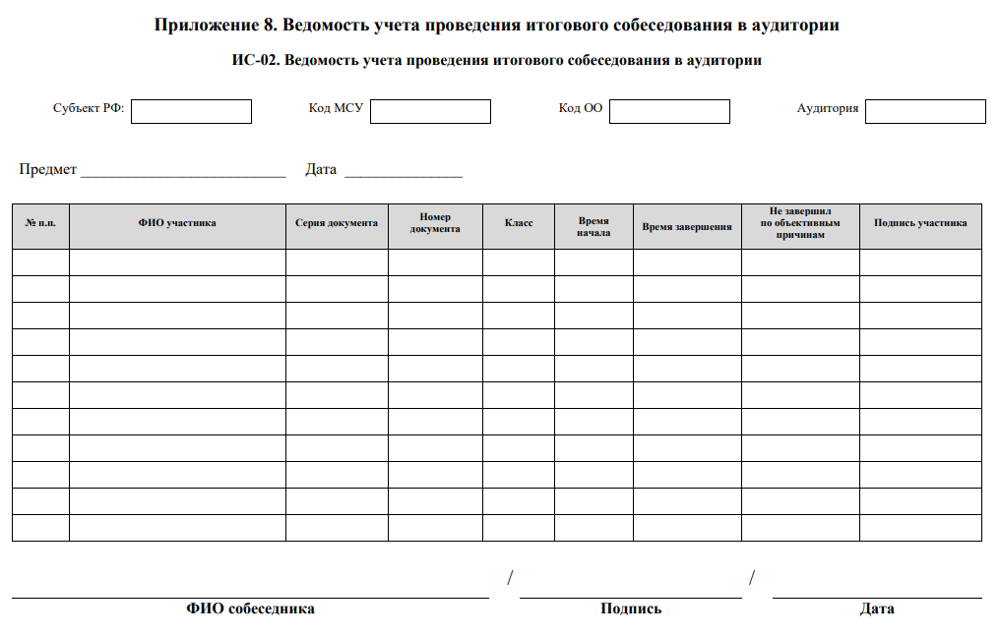 Приложение 8. Ведомость учета проведения итогового собеседования в аудитории
ИС-02. Ведомость учета проведения итогового собеседования в аудитории
Субъект РФ: Код МСУ Код ОО Аудитория
Предмет ___________________________ Дата _______________
№ п.п. ФИО участника Серия документа Номер документа Класс Время начала Время завершения Не завершил по объективным причинам Подпись участника
/ /
ФИО собеседника Подпись Дата